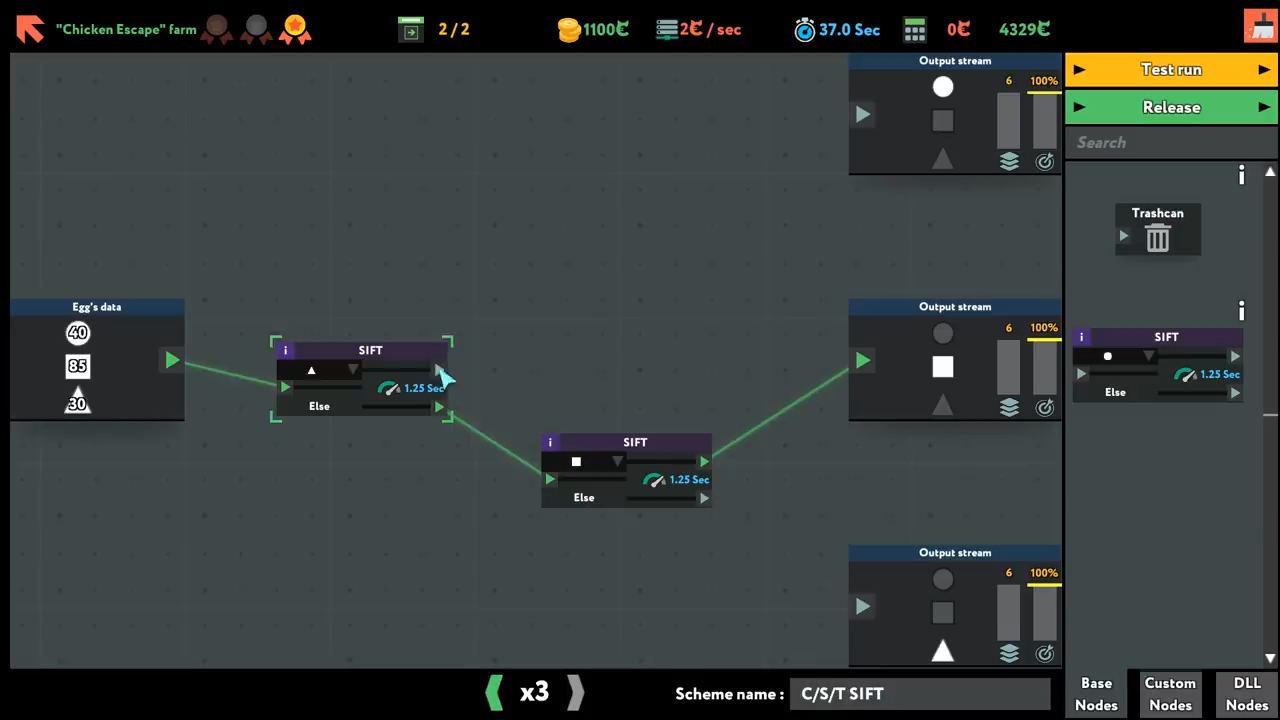 "Chicken Escape" farm
2 / 2
1100
2 / sec
37.0 Sec
0
4329
Output stream
6 100%
Test run
Release
Search
Trashcan
Egg's data
40
85
30
SIFT
1.25 Sec
Else
SIFT
1.25 Sec
Else
Output stream
6 100%
SIFT
1.25 Sec
Else
Output stream
6 100%
x3
Scheme name :
C/S/T SIFT
Base
Nodes
Custom
Nodes
DLL
Nodes